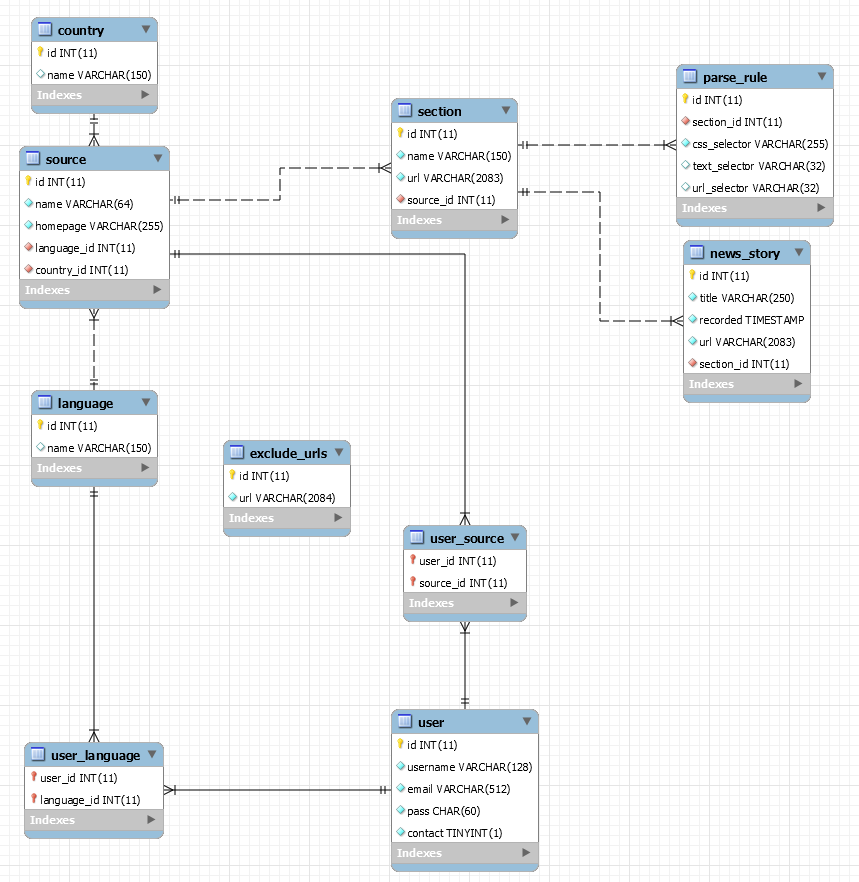 country
id INT(11)
name VARCHAR(150)
Indexes
source
id INT(11)
name VARCHAR(64)
homepage VARCHAR(255)
language_id INT(11)
country_id INT(11)
Indexes
section
id INT(11)
name VARCHAR(150)
url VARCHAR(2083)
source_id INT(11)
Indexes
parse_rule
id INT(11)
section_id INT(11)
css_selector VARCHAR(255)
text_selector VARCHAR(32)
url_selector VARCHAR(32)
Indexes
news_story
id INT(11)
title VARCHAR(250)
recorded TIMESTAMP
url VARCHAR(2083)
section_id INT(11)
Indexes
language
id INT(11)
name VARCHAR(150)
Indexes
exclude_urls
id INT(11)
url VARCHAR(2084)
Indexes
user_source
user_id INT(11)
source_id INT(11)
Indexes
user_language
user_id INT(11)
language_id INT(11)
Indexes
user
id INT(11)
username VARCHAR(128)
email VARCHAR(512)
pass CHAR(60)
contact TINYINT(1)
Indexes